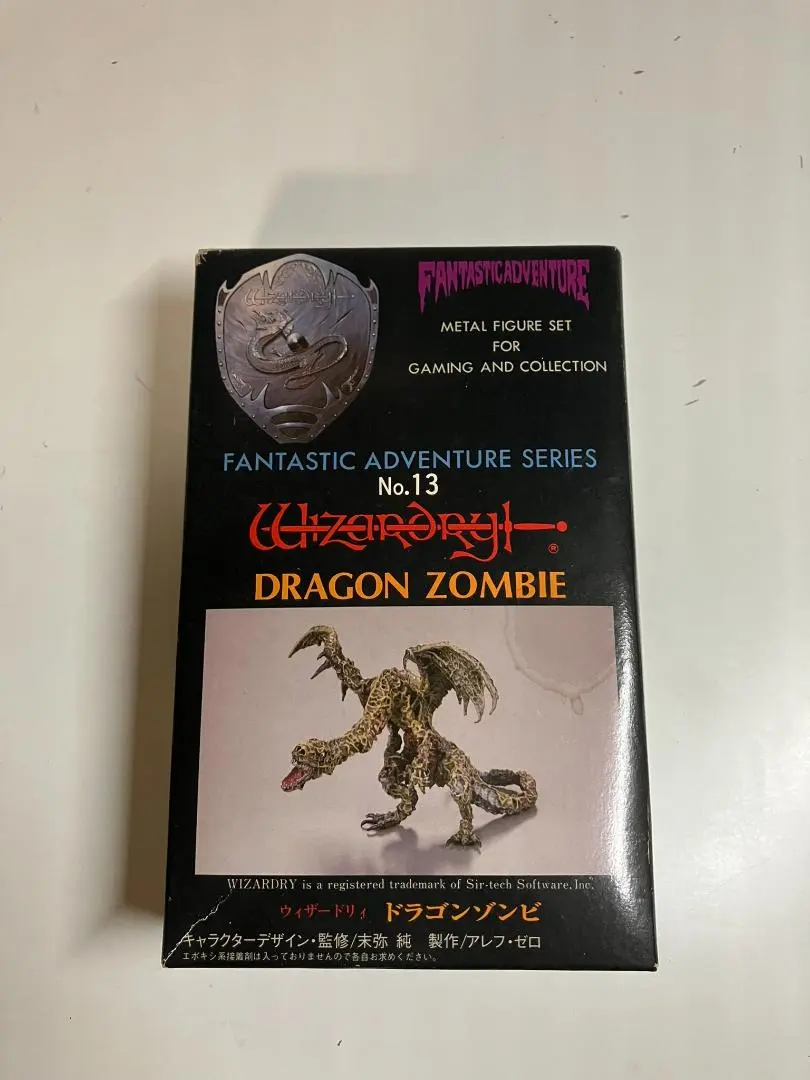 Wizardry
FANTASTIC ADVENTURE
METAL FIGURE SET
FOR
GAMING AND COLLECTION
FANTASTIC ADVENTURE SERIES
No.13
Wizardry®
DRAGON ZOMBIE
WIZARDRY is a registered trademark of Sir-tech Software, Inc.
ウィザードリィ ドラゴンゾンビ
キャラクターデザイン・監修/末弥 純 製作/アレフ・ゼロ
エポキシ系接着剤は入っておりませんので各自お求めください。